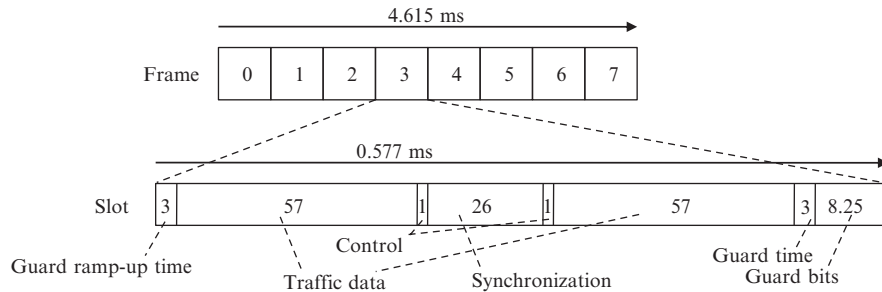 4.615 ms
Frame 0 1 2 3 4 5 6 7
0.577 ms
Slot 3 57 1 26 1 57 3 8.25
Control
Guard time
Guard ramp-up time
Traffic data
Synchronization
Guard bits